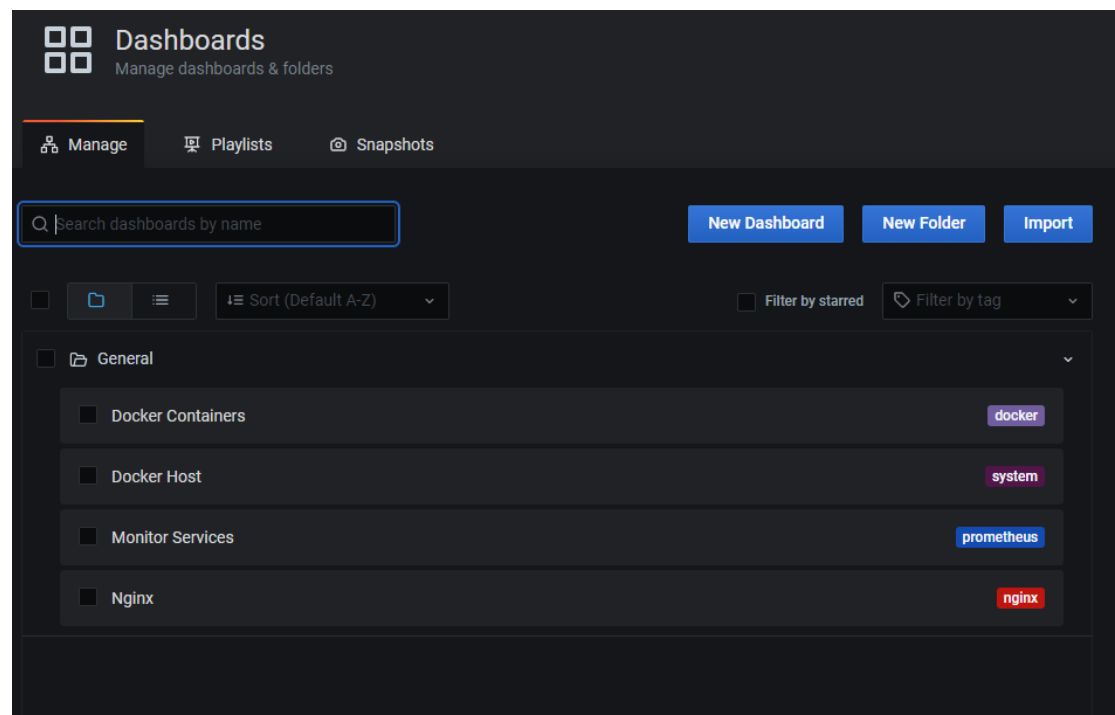 Dashboards
Manage dashboards & folders
Manage Playlists Snapshots
Search dashboards by name New Dashboard New Folder Import
Sort (Default A-Z) Filter by starred Filter by tag
General
Docker Containers docker
Docker Host system
Monitor Services prometheus
Nginx nginx